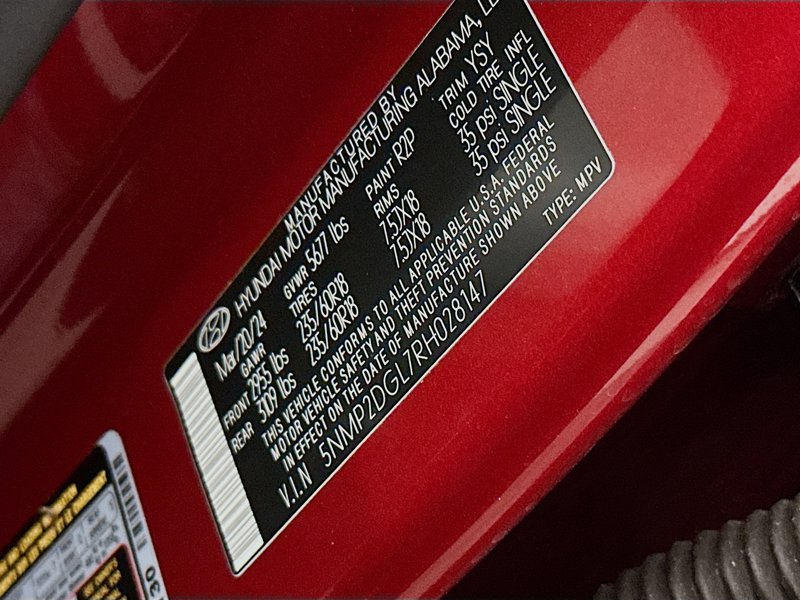 MANUFACTURED BY
HYUNDAI MOTOR MANUFACTURING ALABAMA,
Mar/20/24 GVWR 5677 lbs PAINT R2P TRIM YSY
GAWR TIRES RIMS COLD TIRE INFL
FRONT 2955 lbs 235/60R18 7.5JX18 35 psi SINGLE
REAR 3109 lbs 235/60R18 7.5JX18 35 psi SINGLE
THIS VEHICLE CONFORMS TO ALL APPLICABLE U.S.A. FEDERAL
MOTOR VEHICLE SAFETY AND THEFT PREVENTION STANDARDS
IN EFFECT ON THE DATE OF MANUFACTURE SHOWN ABOVE
V.I.N 5NMP2DGL7RH028147 TYPE: MPV